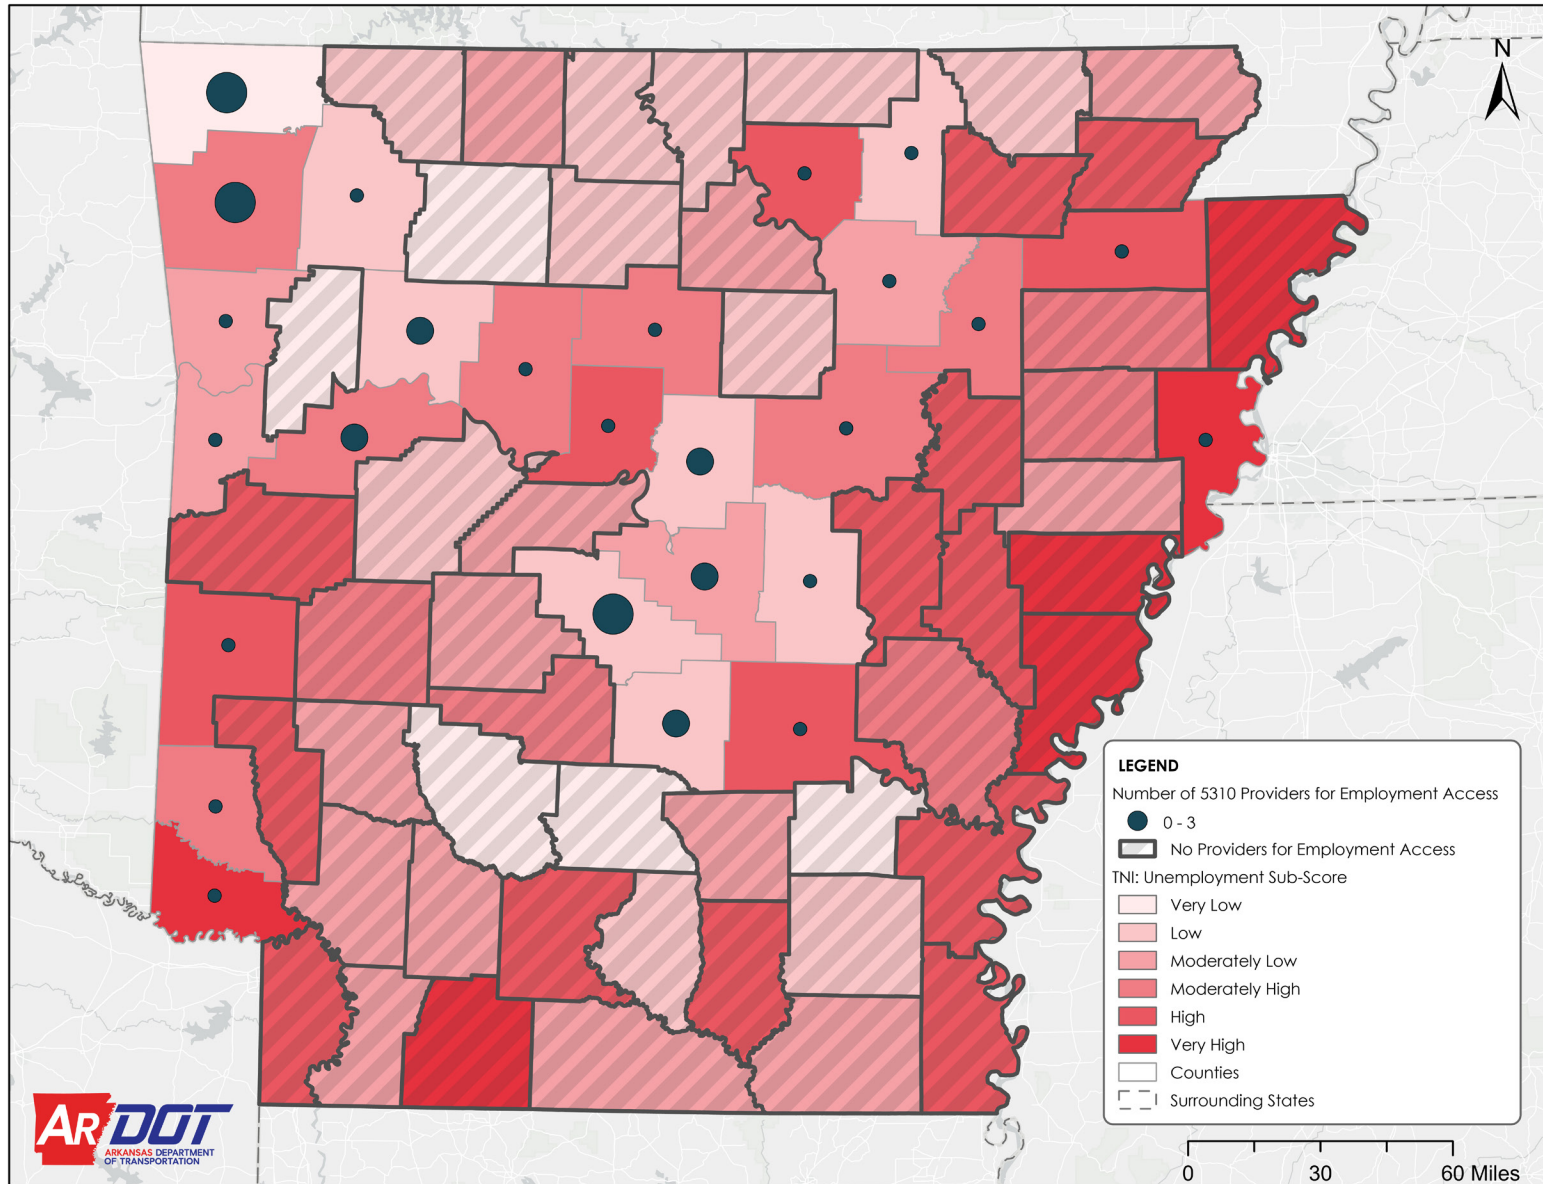 N
LEGEND
Number of 5310 Providers for Employment Access
0 - 3
No Providers for Employment Access
TNI: Unemployment Sub-Score
Very Low
Low
Moderately Low
Moderately High
High
Very High
Counties
Surrounding States
ARDOT
ARKANSAS DEPARTMENT
OF TRANSPORTATION
0 30 60 Miles